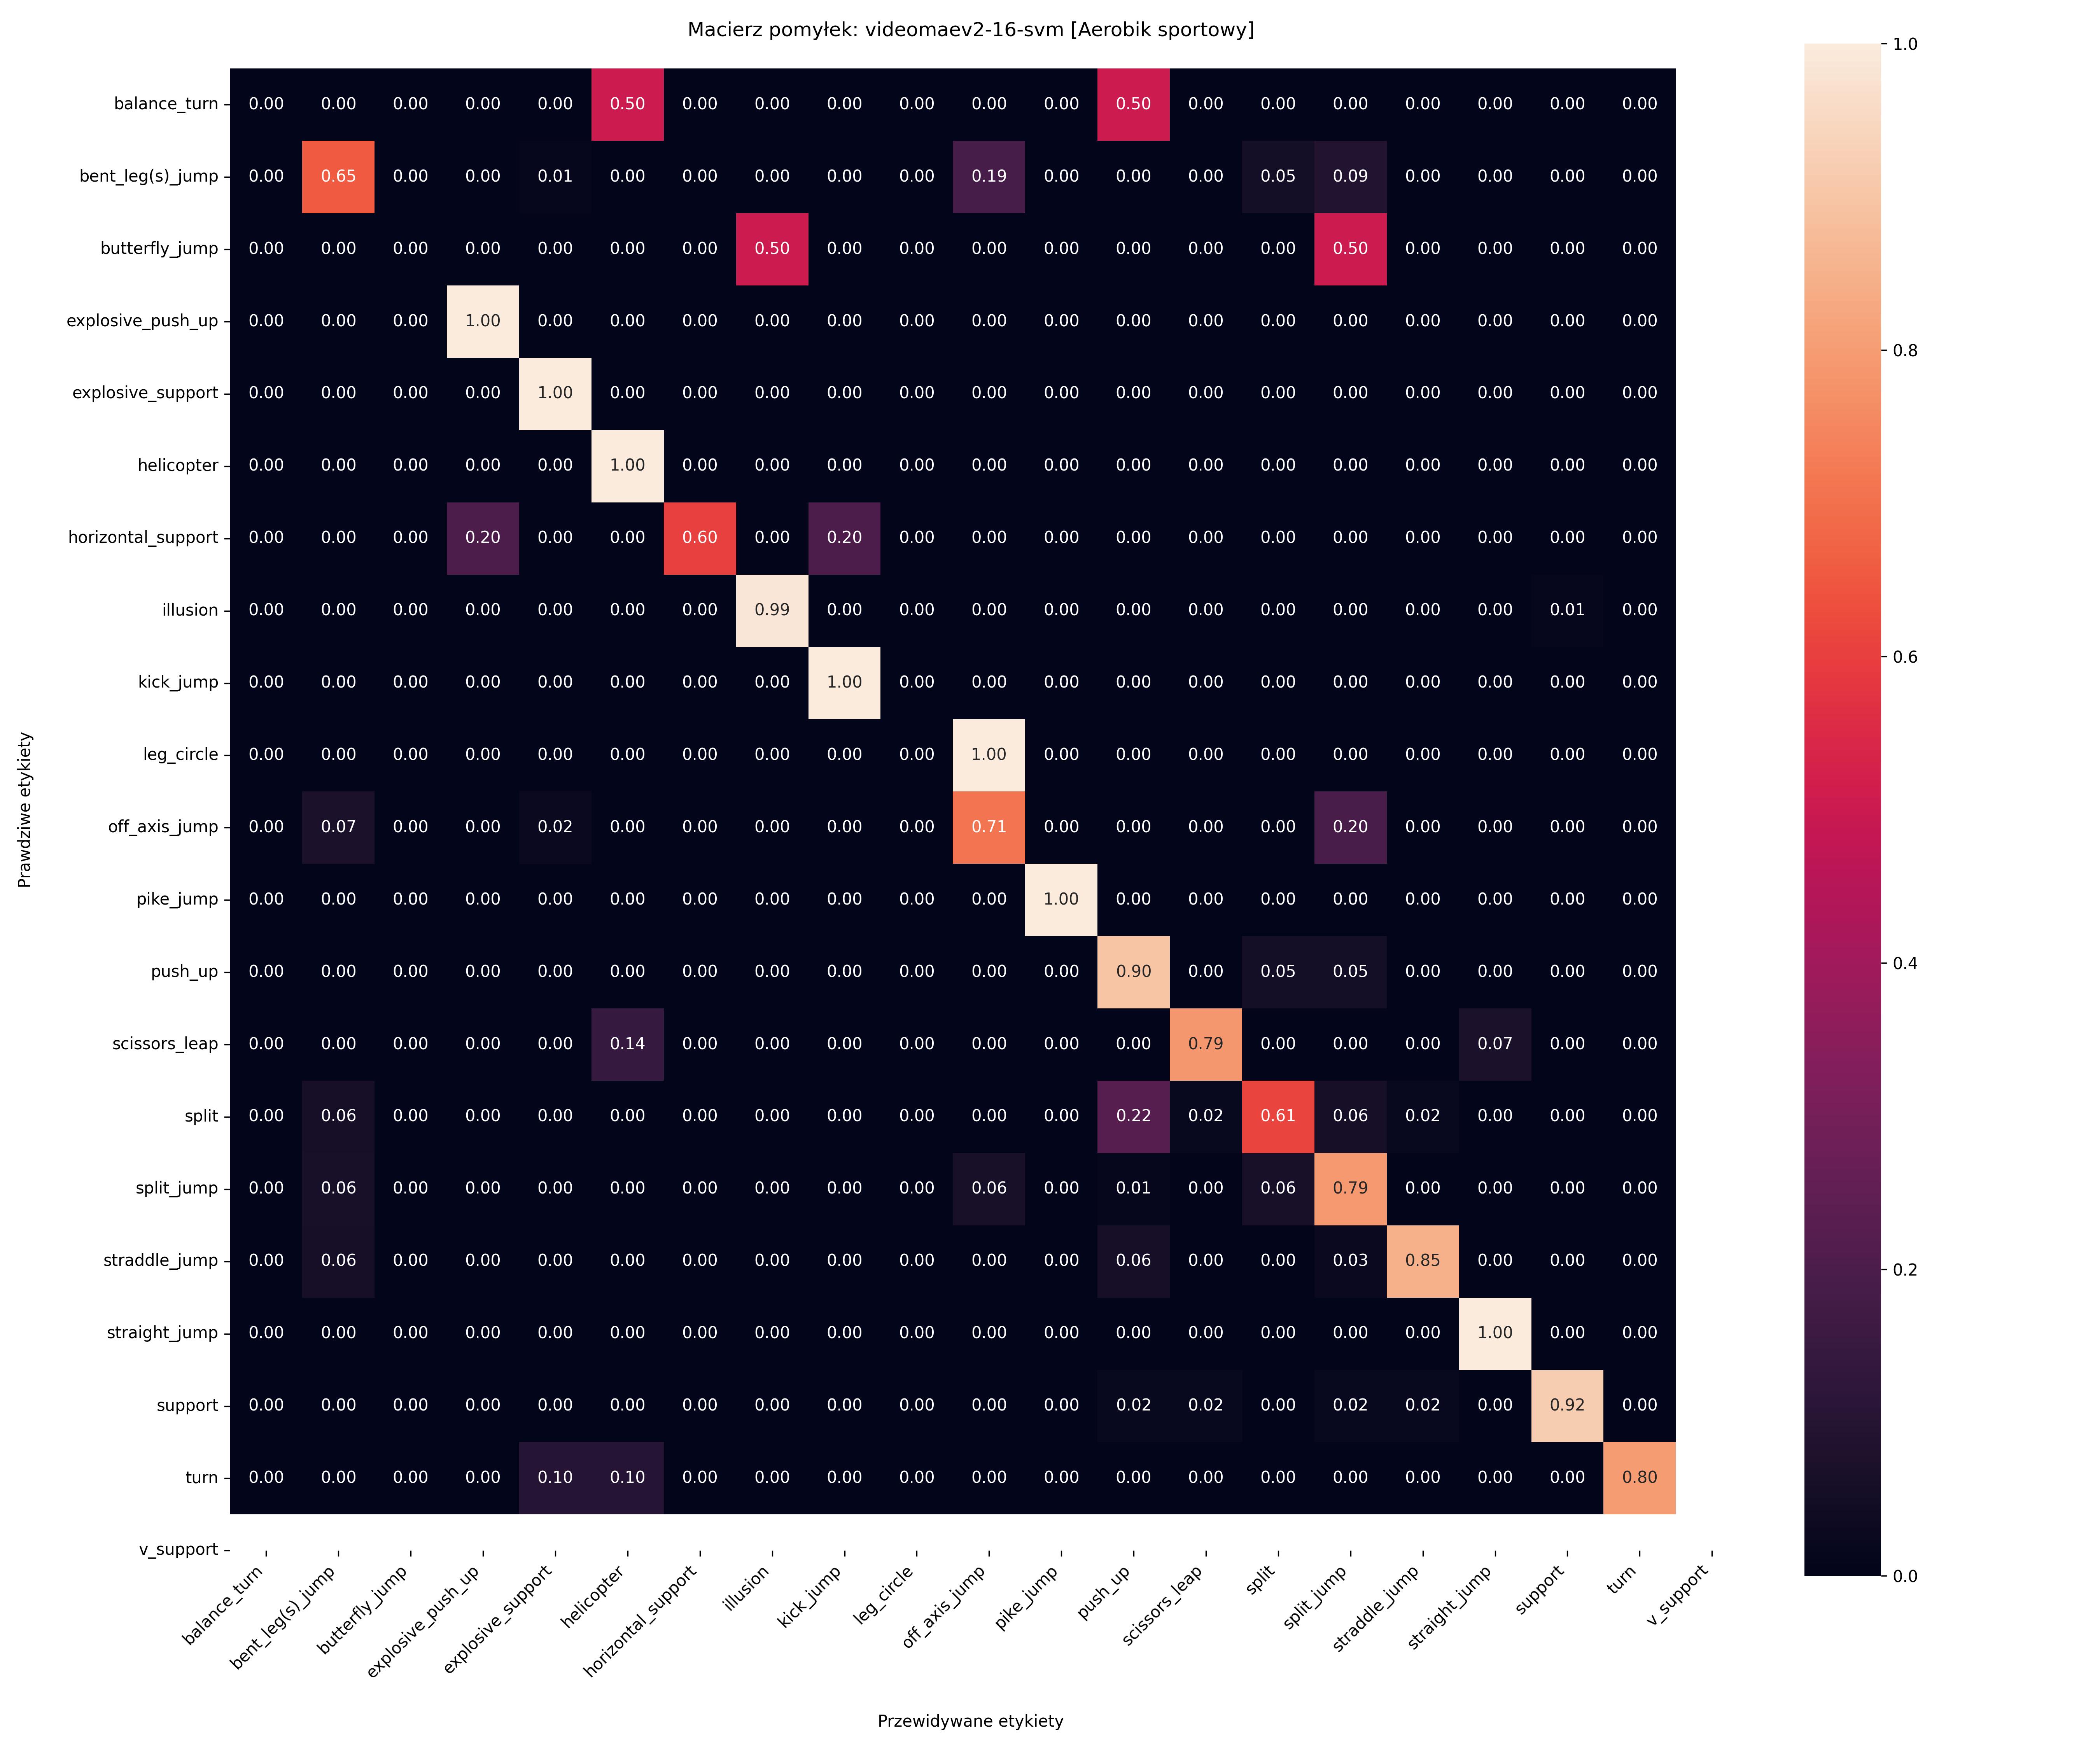 Macierz pomyłek: videomaev2-16-svm [Aerobik sportowy]
balance_turn 0.00 0.00 0.00 0.00 0.00 0.50 0.00 0.00 0.00 0.00 0.00 0.00 0.50 0.00 0.00 0.00 0.00 0.00 0.00 0.00
bent_leg(s)_jump 0.00 0.65 0.00 0.00 0.01 0.00 0.00 0.00 0.00 0.00 0.19 0.00 0.00 0.00 0.05 0.09 0.00 0.00 0.00 0.00
butterfly_jump 0.00 0.00 0.00 0.00 0.00 0.00 0.00 0.50 0.00 0.00 0.00 0.00 0.00 0.00 0.00 0.50 0.00 0.00 0.00 0.00
explosive_push_up 0.00 0.00 0.00 1.00 0.00 0.00 0.00 0.00 0.00 0.00 0.00 0.00 0.00 0.00 0.00 0.00 0.00 0.00 0.00 0.00
explosive_support 0.00 0.00 0.00 0.00 1.00 0.00 0.00 0.00 0.00 0.00 0.00 0.00 0.00 0.00 0.00 0.00 0.00 0.00 0.00 0.00
helicopter 0.00 0.00 0.00 0.00 0.00 1.00 0.00 0.00 0.00 0.00 0.00 0.00 0.00 0.00 0.00 0.00 0.00 0.00 0.00 0.00
horizontal_support 0.00 0.00 0.00 0.20 0.00 0.00 0.60 0.00 0.20 0.00 0.00 0.00 0.00 0.00 0.00 0.00 0.00 0.00 0.00 0.00
illusion 0.00 0.00 0.00 0.00 0.00 0.00 0.00 0.99 0.00 0.00 0.00 0.00 0.00 0.00 0.00 0.00 0.00 0.00 0.01 0.00
kick_jump 0.00 0.00 0.00 0.00 0.00 0.00 0.00 0.00 1.00 0.00 0.00 0.00 0.00 0.00 0.00 0.00 0.00 0.00 0.00 0.00
leg_circle 0.00 0.00 0.00 0.00 0.00 0.00 0.00 0.00 0.00 0.00 1.00 0.00 0.00 0.00 0.00 0.00 0.00 0.00 0.00 0.00
off_axis_jump 0.00 0.07 0.00 0.00 0.02 0.00 0.00 0.00 0.00 0.00 0.71 0.00 0.00 0.00 0.00 0.20 0.00 0.00 0.00 0.00
pike_jump 0.00 0.00 0.00 0.00 0.00 0.00 0.00 0.00 0.00 0.00 0.00 1.00 0.00 0.00 0.00 0.00 0.00 0.00 0.00 0.00
push_up 0.00 0.00 0.00 0.00 0.00 0.00 0.00 0.00 0.00 0.00 0.00 0.00 0.90 0.00 0.05 0.05 0.00 0.00 0.00 0.00
scissors_leap 0.00 0.00 0.00 0.00 0.00 0.14 0.00 0.00 0.00 0.00 0.00 0.00 0.00 0.79 0.00 0.00 0.00 0.07 0.00 0.00
split 0.00 0.06 0.00 0.00 0.00 0.00 0.00 0.00 0.00 0.00 0.00 0.00 0.22 0.02 0.61 0.06 0.02 0.00 0.00 0.00
split_jump 0.00 0.06 0.00 0.00 0.00 0.00 0.00 0.00 0.00 0.00 0.06 0.00 0.01 0.00 0.06 0.79 0.00 0.00 0.00 0.00
straddle_jump 0.00 0.06 0.00 0.00 0.00 0.00 0.00 0.00 0.00 0.00 0.00 0.00 0.06 0.00 0.00 0.03 0.85 0.00 0.00 0.00
straight_jump 0.00 0.00 0.00 0.00 0.00 0.00 0.00 0.00 0.00 0.00 0.00 0.00 0.00 0.00 0.00 0.00 0.00 1.00 0.00 0.00
support 0.00 0.00 0.00 0.00 0.00 0.00 0.00 0.00 0.00 0.00 0.00 0.00 0.02 0.02 0.00 0.02 0.02 0.00 0.92 0.00
turn 0.00 0.00 0.00 0.00 0.10 0.10 0.00 0.00 0.00 0.00 0.00 0.00 0.00 0.00 0.00 0.00 0.00 0.00 0.00 0.80
v_support
balance_turn
bent_leg(s)_jump
butterfly_jump
explosive_push_up
explosive_support
helicopter
horizontal_support
illusion
kick_jump
leg_circle
off_axis_jump
pike_jump
push_up
scissors_leap
split
split_jump
straddle_jump
straight_jump
support
turn
v_support
Prawdziwe etykiety
Przewidywane etykiety
1.0
0.8
0.6
0.4
0.2
0.0